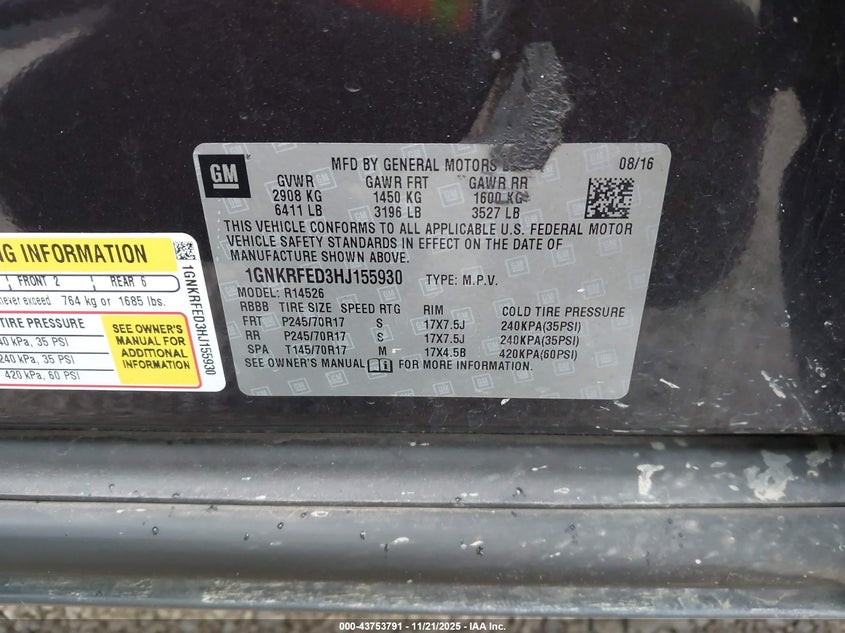 GM
MFD BY GENERAL MOTORS
08/16
GVWR GAWR FRT GAWR RR
2908 KG 1450 KG 1600 KG
6411 LB 3196 LB 3527 LB
THIS VEHICLE CONFORMS TO ALL APPLICABLE U.S. FEDERAL MOTOR
VEHICLE SAFETY STANDARDS IN EFFECT ON THE DATE OF
MANUFACTURE SHOWN ABOVE.
1GNKRFED3HJ155930 TYPE: M.P.V.
MODEL: R14526
RBBB TIRE SIZE SPEED RTG RIM COLD TIRE PRESSURE
FRT P245/70R17 S 17X7.5J 240KPA(35PSI)
RR P245/70R17 S 17X7.5J 240KPA(35PSI)
SPA T145/70R17 M 17X4.5B 420KPA(60PSI)
SEE OWNER'S MANUAL FOR MORE INFORMATION.
NG INFORMATION
FRONT 2 REAR 6
never exceed 764 kg or 1685 lbs.
TIRE PRESSURE
40 kPa, 35 PSI
240 kPa, 35 PSI
420 kPa, 60 PSI
SEE OWNER'S
MANUAL FOR
ADDITIONAL
INFORMATION
1GNKRFED3HJ155930
000-43753791 - 11/21/2025 - IAA Inc.